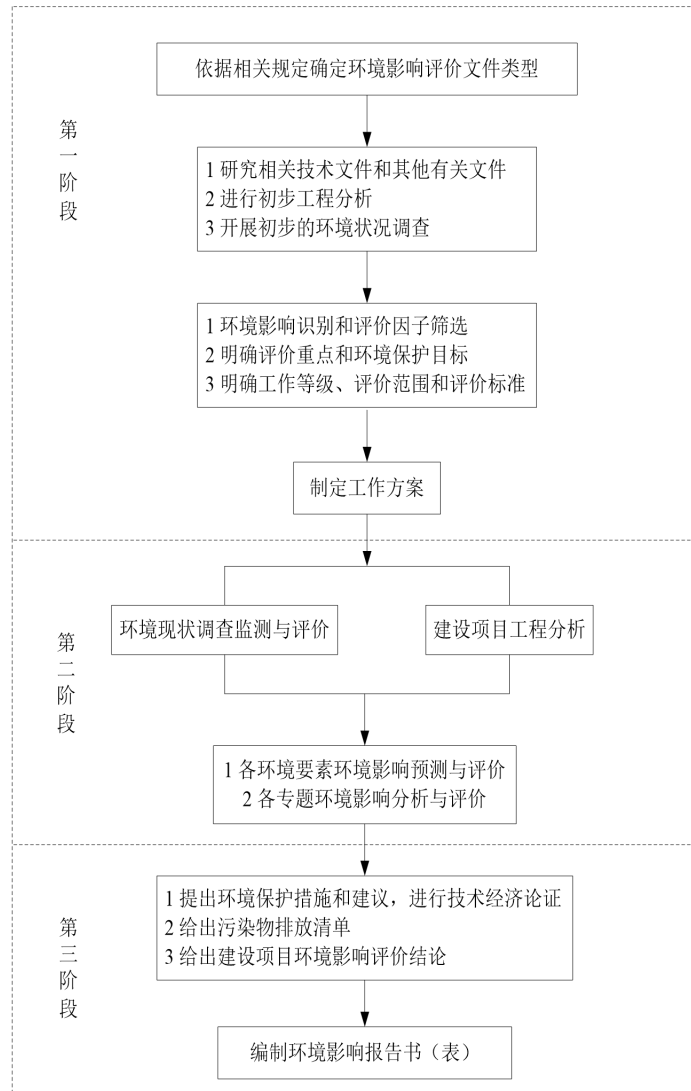 依据相关规定确定环境影响评价文件类型
第一阶段
1 研究相关技术文件和其他有关文件
2 进行初步工程分析
3 开展初步的环境状况调查
1 环境影响识别和评价因子筛选
2 明确评价重点和环境保护目标
3 明确工作等级、评价范围和评价标准
制定工作方案
第二阶段
环境现状调查监测与评价
建设项目工程分析
1 各环境要素环境影响预测与评价
2 各专题环境影响分析与评价
第三阶段
1 提出环境保护措施和建议，进行技术经济论证
2 给出污染物排放清单
3 给出建设项目环境影响评价结论
编制环境影响报告书（表）